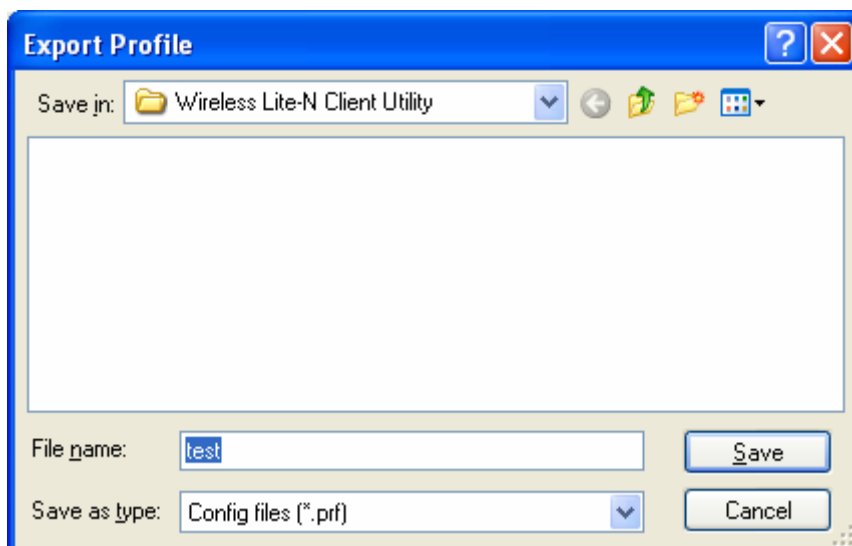 Export Profile
Save in: Wireless Lite-N Client Utility
File name: test
Save
Save as type: Config files (*.prf)
Cancel